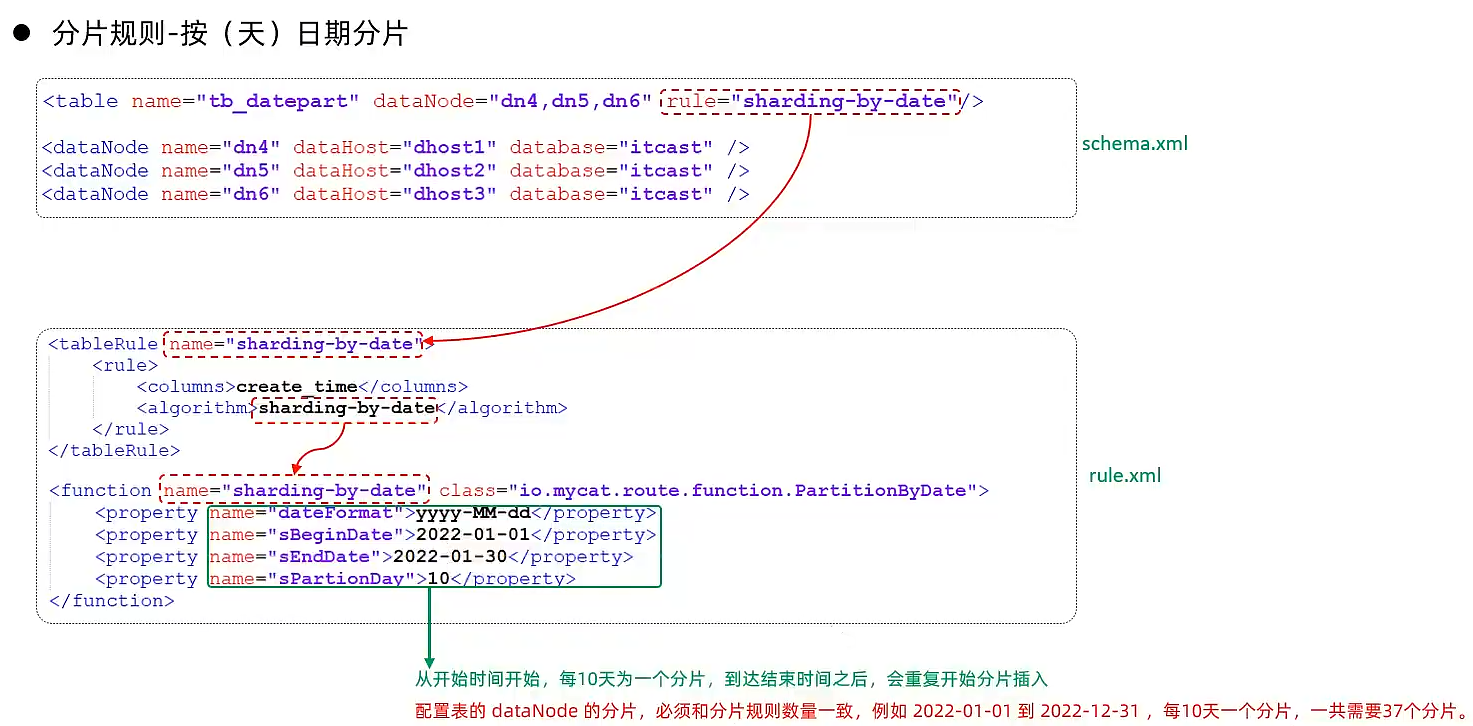 ● 分片规则-按（天）日期分片
<table name="tb_datepart" dataNode="dn4,dn5,dn6" rule="sharding-by-date"/>
<dataNode name="dn4" dataHost="dhost1" database="itcast" />
<dataNode name="dn5" dataHost="dhost2" database="itcast" />
<dataNode name="dn6" dataHost="dhost3" database="itcast" />
schema.xml
<tableRule name="sharding-by-date">
<rule>
<columns>create_time</columns>
<algorithm>sharding-by-date</algorithm>
</rule>
</tableRule>
<function name="sharding-by-date" class="io.mycat.route.function.PartitionByDate">
<property name="dateFormat">yyyy-MM-dd</property>
<property name="sBeginDate">2022-01-01</property>
<property name="sEndDate">2022-01-30</property>
<property name="sPartionDay">10</property>
</function>
rule.xml
从开始时间开始，每10天为一个分片，到达结束时间之后，会重复开始分片插入
配置表的 dataNode 的分片，必须和分片规则数量一致，例如 2022-01-01 到 2022-12-31 ，每10天一个分片，一共需要37个分片。